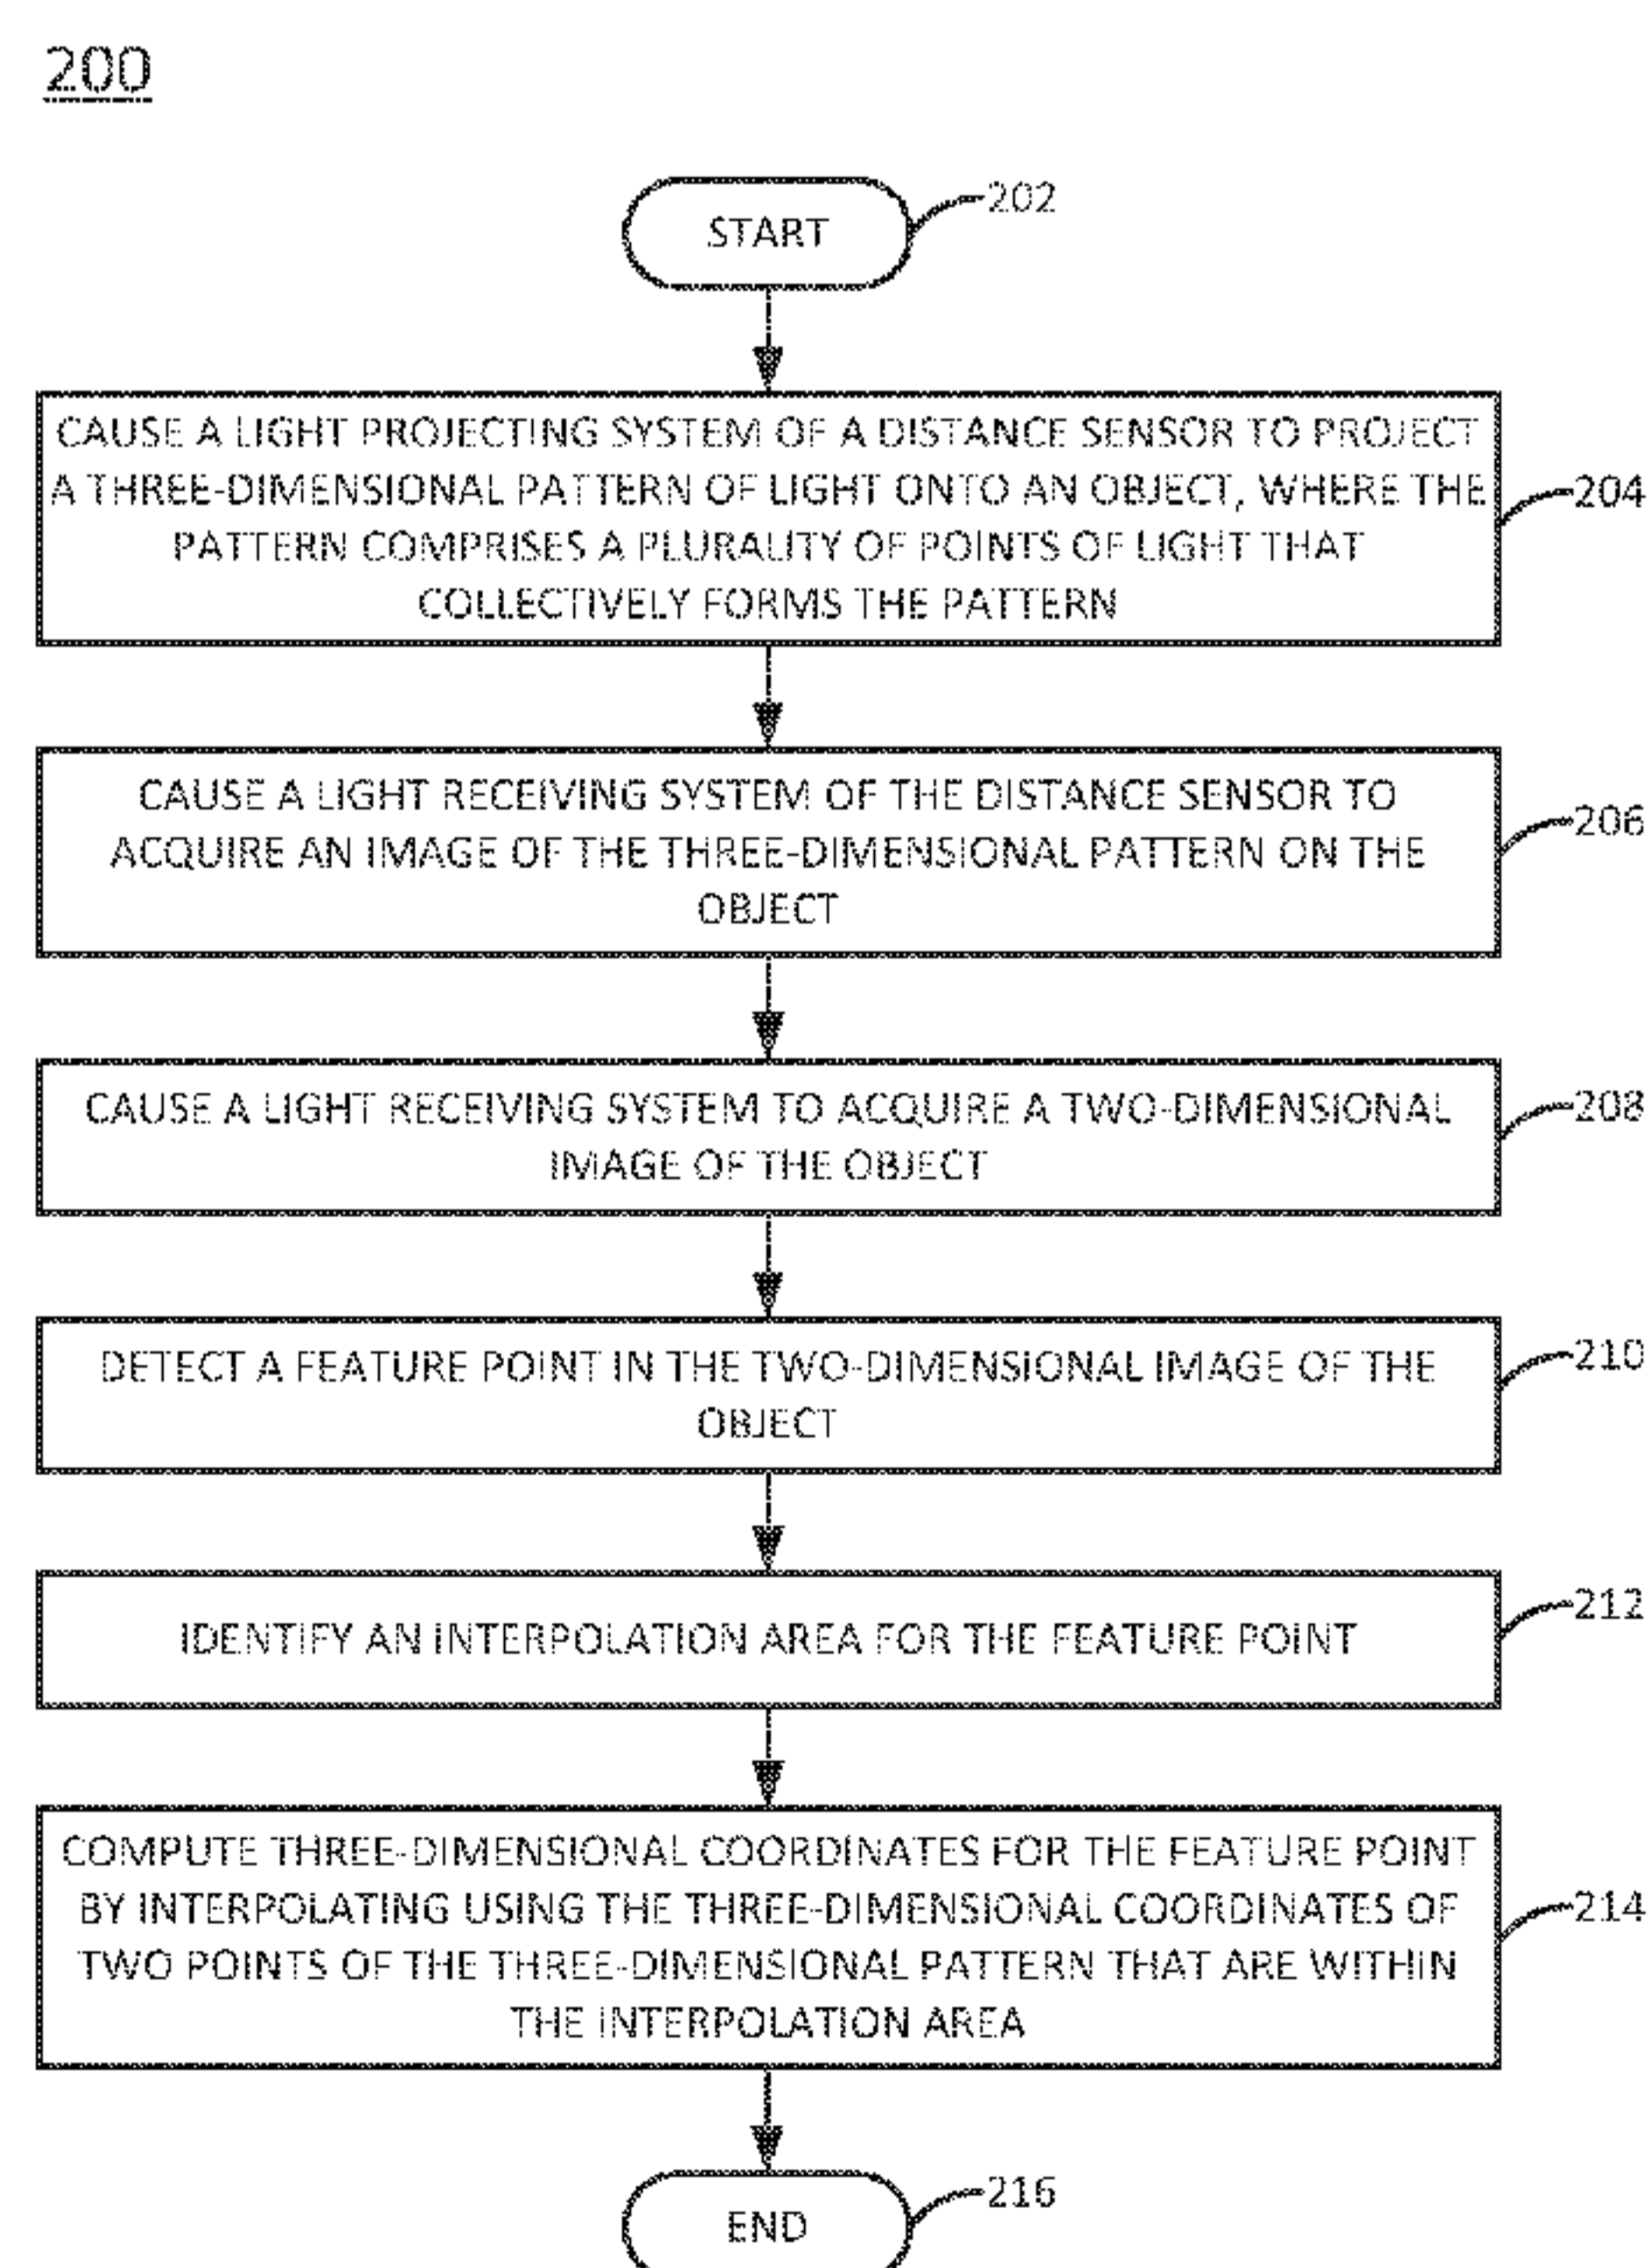 200
START
202
CAUSE A LIGHT PROJECTING SYSTEM OF A DISTANCE SENSOR TO PROJECT
A THREE-DIMENSIONAL PATTERN OF LIGHT ONTO AN OBJECT, WHERE THE
PATTERN COMPRISES A PLURALITY OF POINTS OF LIGHT THAT
COLLECTIVELY FORMS THE PATTERN
204
CAUSE A LIGHT RECEIVING SYSTEM OF THE DISTANCE SENSOR TO
ACQUIRE AN IMAGE OF THE THREE-DIMENSIONAL PATTERN ON THE
OBJECT
206
CAUSE A LIGHT RECEIVING SYSTEM TO ACQUIRE A TWO-DIMENSIONAL
IMAGE OF THE OBJECT
208
DETECT A FEATURE POINT IN THE TWO-DIMENSIONAL IMAGE OF THE
OBJECT
210
IDENTIFY AN INTERPOLATION AREA FOR THE FEATURE POINT
212
COMPUTE THREE-DIMENSIONAL COORDINATES FOR THE FEATURE POINT
BY INTERPOLATING USING THE THREE-DIMENSIONAL COORDINATES OF
TWO POINTS OF THE THREE-DIMENSIONAL PATTERN THAT ARE WITHIN
THE INTERPOLATION AREA
214
END
216